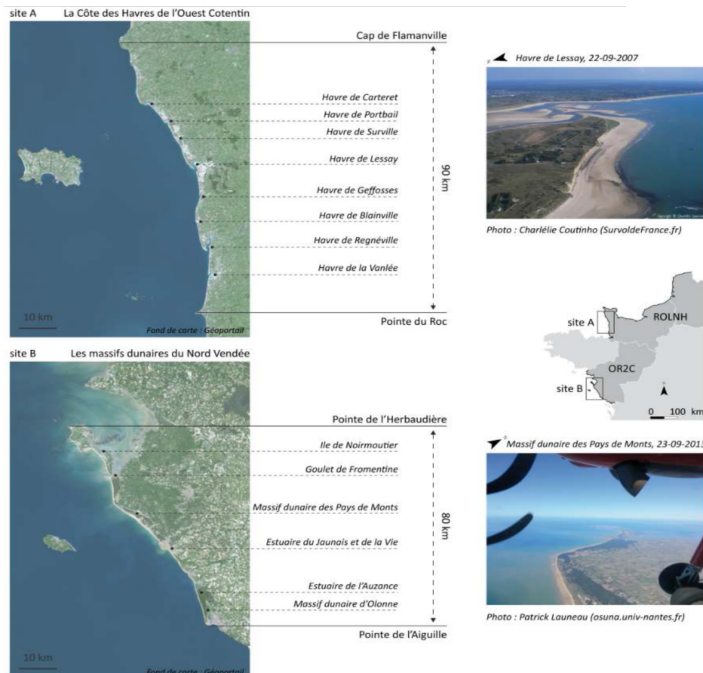 site A La Côte des Havres de l'Ouest Cotentin
Cap de Flamanville
Havre de Carteret
Havre de Portbail
Havre de Surville
Havre de Lessay
Havre de Geffosses
Havre de Blainville
Havre de Regnéville
Havre de la Vanlée
90 km
10 km
Fond de carte : Géoportail
Pointe du Roc
site B Les massifs dunaires du Nord Vendée
Pointe de l'Herbaudière
Ile de Noirmoutier
Goulet de Fromentine
Massif dunaire des Pays de Monts
Estuaire du Jaunais et de la Vie
Estuaire de l'Auzance
Massif dunaire d'Olonne
80 km
Pointe de l'Aiguille
10 km
Fond de carte : Géoportail
Havre de Lessay, 22-09-2007
Photo : Charlélie Coutinho (SurvoldeFrance.fr)
site A
ROLNH
OR2C
site B
0 100 km
Massif dunaire des Pays de Monts, 23-09-2013
Photo : Patrick Launeau (osuna.univ-nantes.fr)